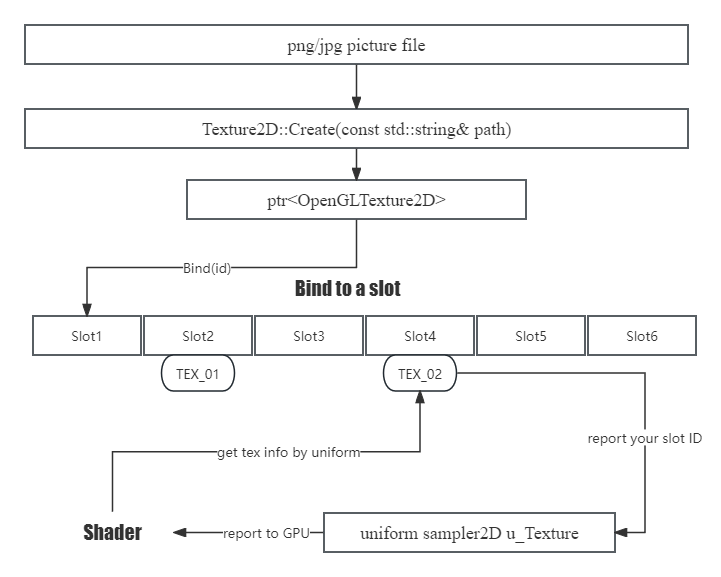 png/jpg picture file
Texture2D::Create(const std::string& path)
ptr<OpenGLTexture2D>
Bind(id)
Bind to a slot
Slot1 Slot2 Slot3 Slot4 Slot5 Slot6
TEX_01 TEX_02
report your slot ID
get tex info by uniform
Shader report to GPU uniform sampler2D u_Texture